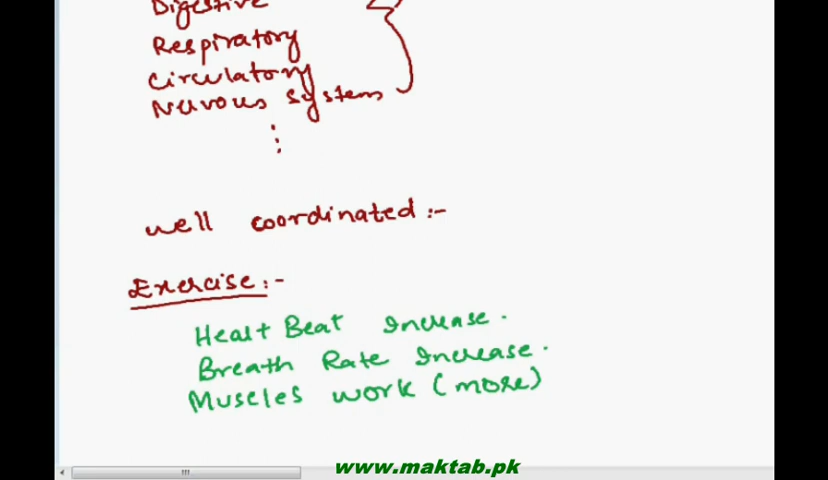 Digestive
Respiratory
Circulatory
Nervous System
well coordinated :-
Exercise :-
Heart Beat Increase.
Breath Rate Increase.
Muscles work (more)
www.maktab.pk